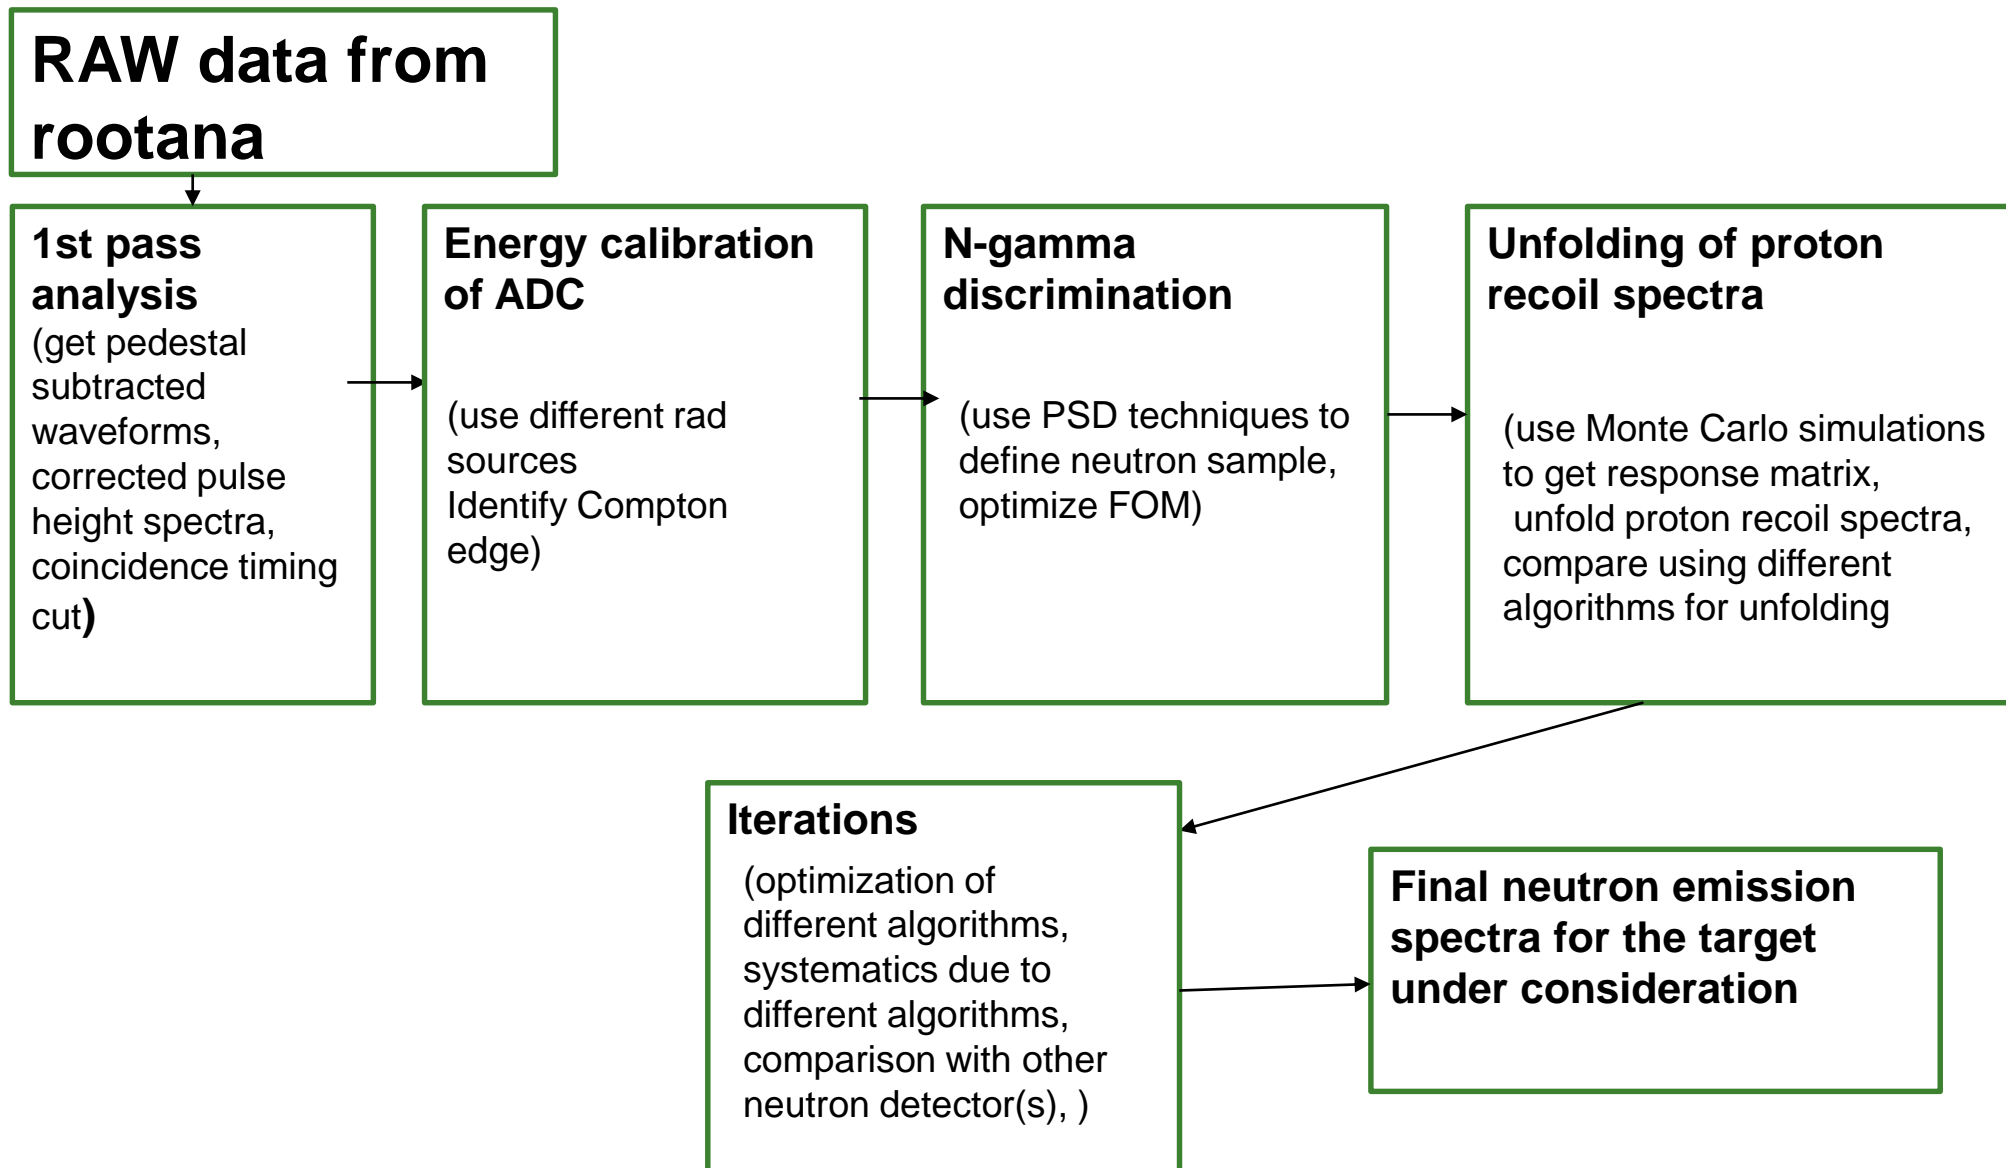 RAW data from
rootana
1st pass
analysis
(get pedestal
subtracted
waveforms,
corrected pulse
height spectra,
coincidence timing
cut)
Energy calibration
of ADC
(use different rad
sources
Identify Compton
edge)
N-gamma
discrimination
(use PSD techniques to
define neutron sample,
optimize FOM)
Unfolding of proton
recoil spectra
(use Monte Carlo simulations
to get response matrix,
unfold proton recoil spectra,
compare using different
algorithms for unfolding
Iterations
(optimization of
different algorithms,
systematics due to
different algorithms,
comparison with other
neutron detector(s), )
Final neutron emission
spectra for the target
under consideration